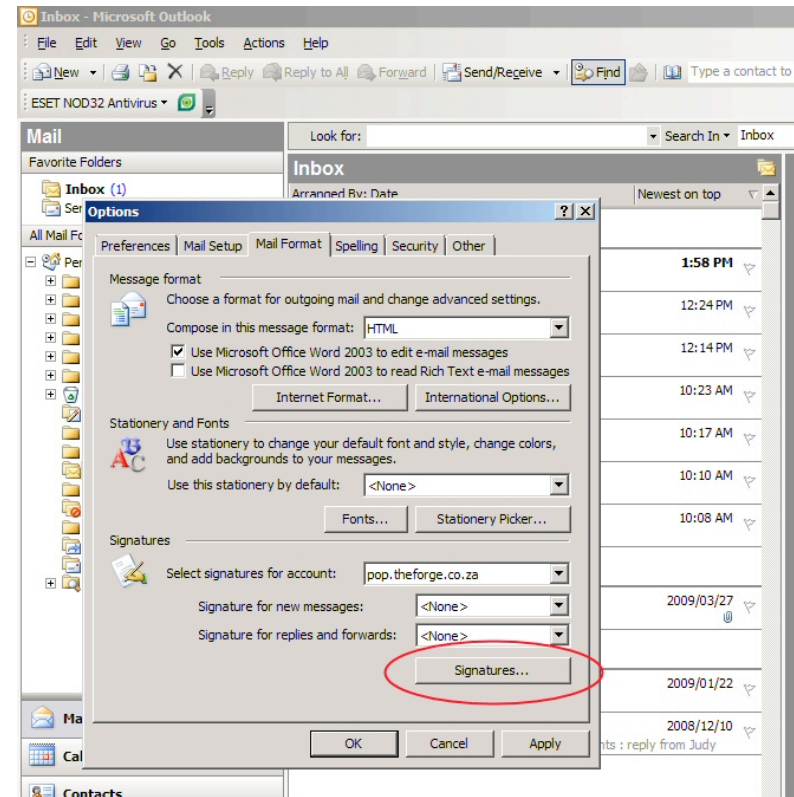 Inbox - Microsoft Outlook
File Edit View Go Tools Actions Help
New Reply Reply to All Forward Send/Receive Find Type a contact to
ESET NOD32 Antivirus
Mail
Look for: Search In Inbox
Favorite Folders
Inbox
Inbox (1)
Arranged By: Date Newest on top
Ser
Options
All Mail Fo
Preferences Mail Setup Mail Format Spelling Security Other
Per
1:58 PM
Message format
Choose a format for outgoing mail and change advanced settings.
12:24 PM
Compose in this message format: HTML
Use Microsoft Office Word 2003 to edit e-mail messages
12:14 PM
Use Microsoft Office Word 2003 to read Rich Text e-mail messages
Internet Format... International Options...
10:23 AM
Stationery and Fonts
Use stationery to change your default font and style, change colors,
and add backgrounds to your messages.
10:17 AM
Use this stationery by default: <None>
10:10 AM
Fonts... Stationery Picker...
10:08 AM
Signatures
Select signatures for account: pop.theforge.co.za
Signature for new messages: <None>
2009/03/27
Signature for replies and forwards: <None>
Signatures...
2009/01/22
Ma
2008/12/10
OK Cancel Apply
nts : reply from Judy
Cal
Contacts